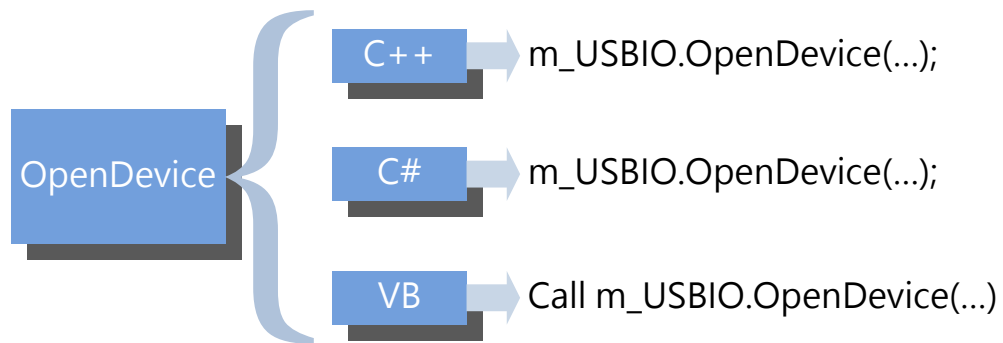 OpenDevice
C++
m_USBIO.OpenDevice(...);
C#
m_USBIO.OpenDevice(...);
VB
Call m_USBIO.OpenDevice(...)